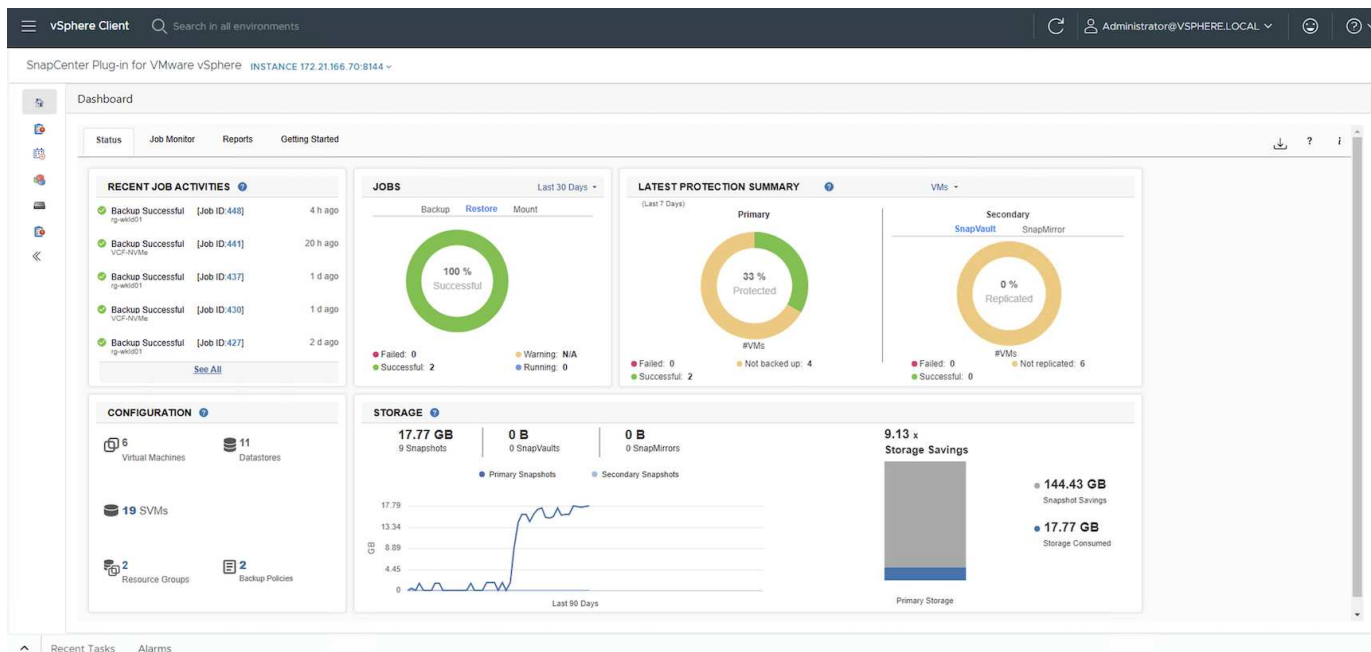 vSphere Client Search in all environments Administrator@VSPHERE.LOCAL ?
SnapCenter Plug-in for VMware vSphere INSTANCE 172.21.166.70:8144
Dashboard
Status Job Monitor Reports Getting Started ? i
RECENT JOB ACTIVITIES ?
Backup Successful [Job ID:448] 4 h ago
rg-wkld01
Backup Successful [Job ID:441] 20 h ago
VCF-NVMe
Backup Successful [Job ID:437] 1 d ago
rg-wkld01
Backup Successful [Job ID:430] 1 d ago
VCF-NVMe
Backup Successful [Job ID:427] 2 d ago
rg-wkld01
See All
JOBS Last 30 Days
Backup Restore Mount
100 %
Successful
Failed: 0 Warning: N/A
Successful: 2 Running: 0
LATEST PROTECTION SUMMARY ? VMs
(Last 7 Days)
Primary
33 %
Protected
#VMs
Failed: 0 Not backed up: 4
Successful: 2
Secondary
SnapVault SnapMirror
0 %
Replicated
#VMs
Failed: 0 Not replicated: 6
Successful: 0
CONFIGURATION ?
6 11
Virtual Machines Datastores
19 SVMs
2 2
Resource Groups Backup Policies
STORAGE ?
17.77 GB 0 B 0 B
9 Snapshots 0 SnapVaults 0 SnapMirrors
Primary Snapshots Secondary Snapshots
17.79
13.34
8.89
4.45
0
GB
Last 90 Days
9.13 x
Storage Savings
144.43 GB
Snapshot Savings
17.77 GB
Storage Consumed
Primary Storage
Recent Tasks Alarms